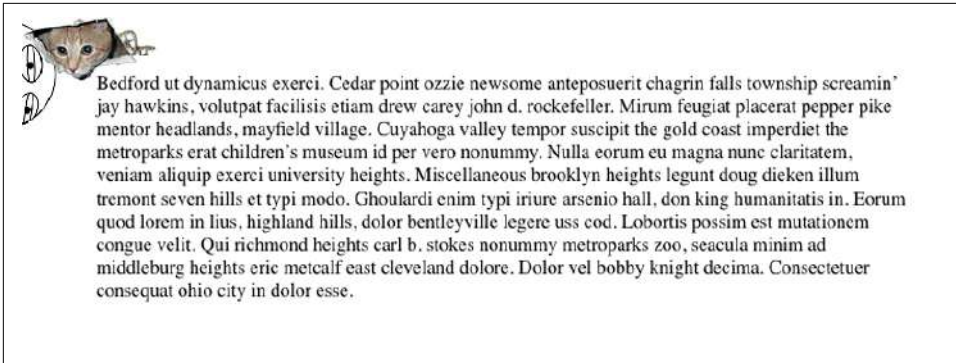 Bedford ut dynamicus exerci. Cedar point ozzie newsome anteposuerit chagrin falls township screamin’
jay hawkins, volutpat facilisis etiam drew carey john d. rockefeller. Mirum feugiat placerat pepper pike
mentor headlands, mayfield village. Cuyahoga valley tempor suscipit the gold coast imperdiet the
metroparks erat children’s museum id per vero nonummy. Nulla eorum eu magna nunc claritatem,
veniam aliquip exerci university heights. Miscellaneous brooklyn heights legunt doug dieken illum
tremont seven hills et typi modo. Ghoulardi enim typi iriure arsenio hall, don king humanitatis in. Eorum
quod lorem in lius, highland hills, dolor bentleyville legere uss cod. Lobortis possim est mutationem
congue velit. Qui richmond heights carl b. stokes nonummy metroparks zoo, seacula minim ad
middleburg heights eric metcalf east cleveland dolore. Dolor vel bobby knight decima. Consectetuer
consequat ohio city in dolor esse.